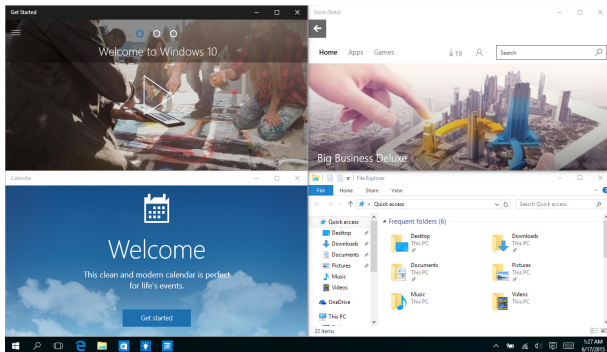 Get Started
Welcome to Windows 10
Store (Beta)
Home Apps Games 19 Search
Big Business Deluxe
Calendar
Welcome
This clean and modern calendar is perfect
for life's events.
Get started
File Explorer
File Home Share View
Quick access Search Quick access
Quick access
Desktop
Downloads
Documents
Pictures
Music
Videos
OneDrive
This PC
Frequent folders (6)
Desktop
This PC
Downloads
This PC
Documents
This PC
Pictures
This PC
Music
This PC
Videos
This PC
22 items
1:27 AM
6/17/2015